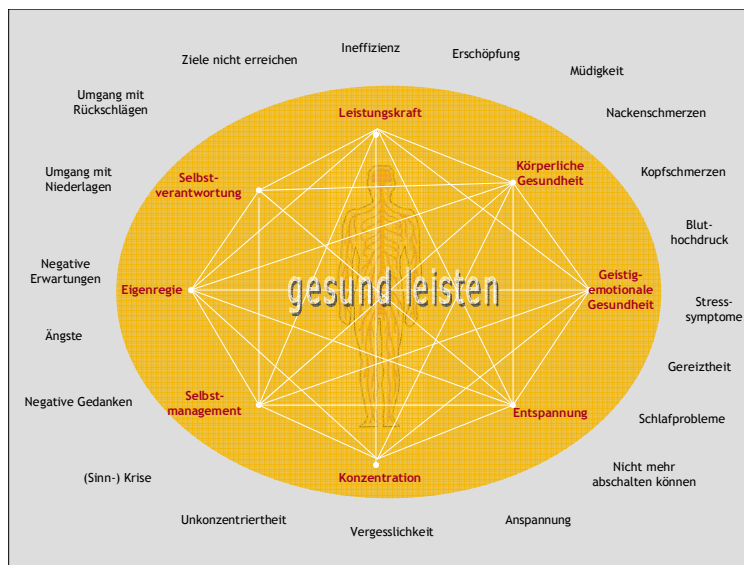 Ineffizienz
Erschöpfung
Ziele nicht erreichen
Müdigkeit
Umgang mit
Rückschlägen
Leistungskraft
Nackenschmerzen
Umgang mit
Niederlagen
Selbst-
verantwortung
Körperliche
Gesundheit
Kopfschmerzen
Blut-
hochdruck
Negative
Erwartungen
Eigenregie
gesund leisten
Geistig-
emotionale
Gesundheit
Stress-
symptome
Ängste
Gereiztheit
Negative Gedanken
Selbst-
management
Entspannung
Schlafprobleme
(Sinn-) Krise
Konzentration
Nicht mehr
abschalten können
Unkonzentriertheit
Vergesslichkeit
Anspannung